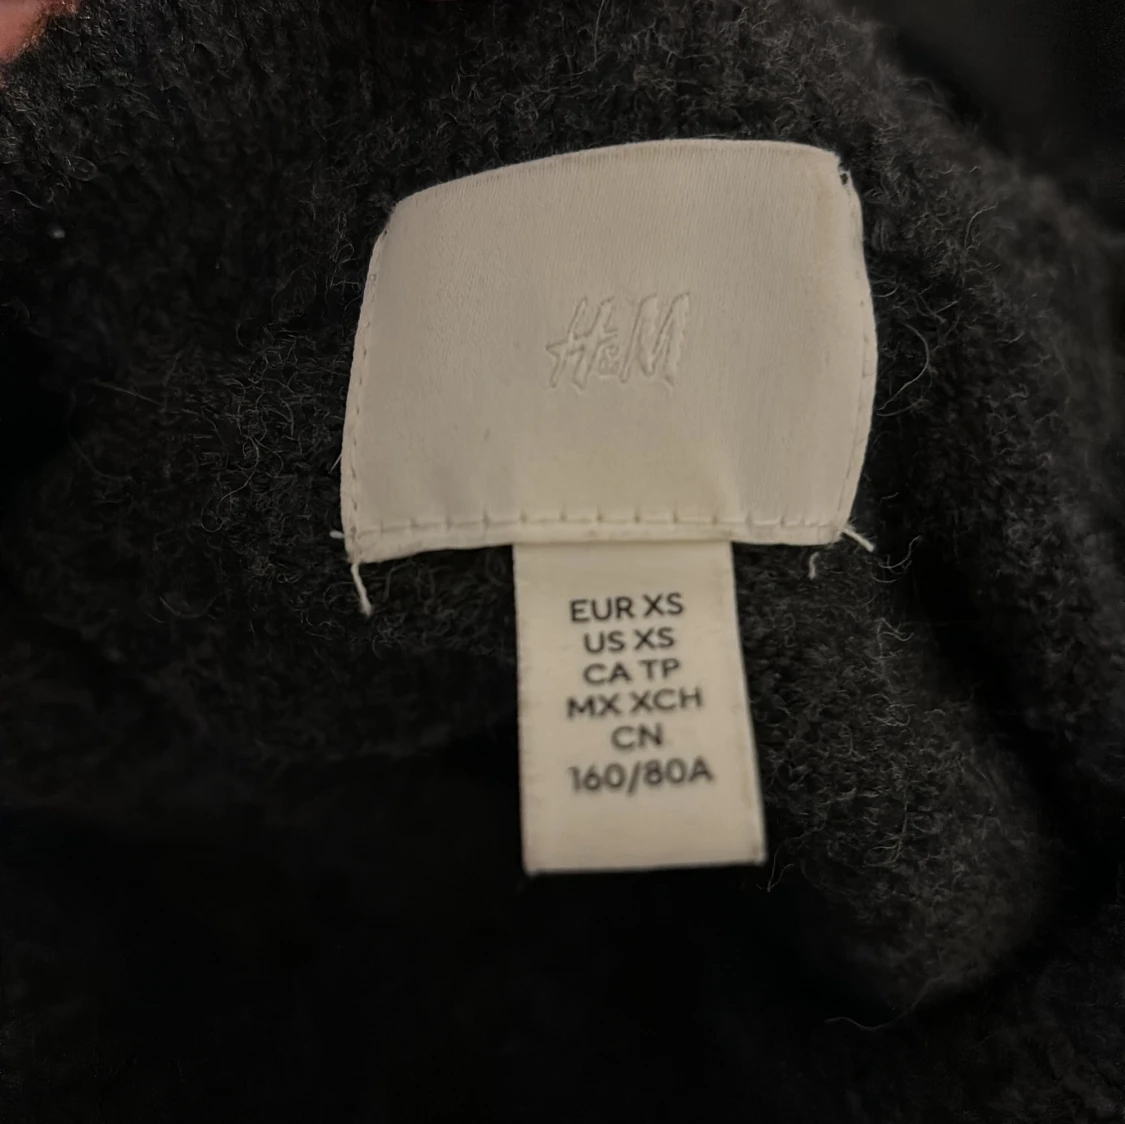 H&M
EUR XS
US XS
CA TP
MX XCH
CN
160/80A